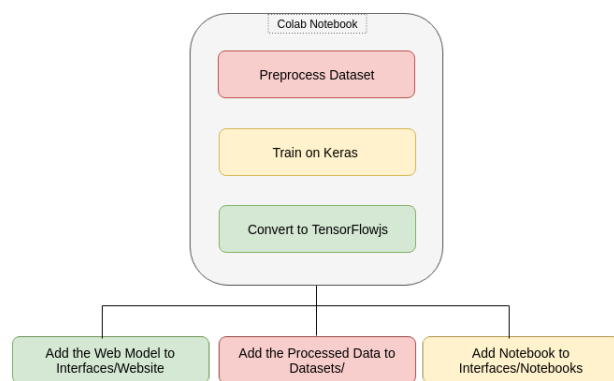 Colab Notebook
Preprocess Dataset
Train on Keras
Convert to TensorFlowjs
Add the Web Model to
Interfaces/Website
Add the Processed Data to
Datasets/
Add Notebook to
Interfaces/Notebooks